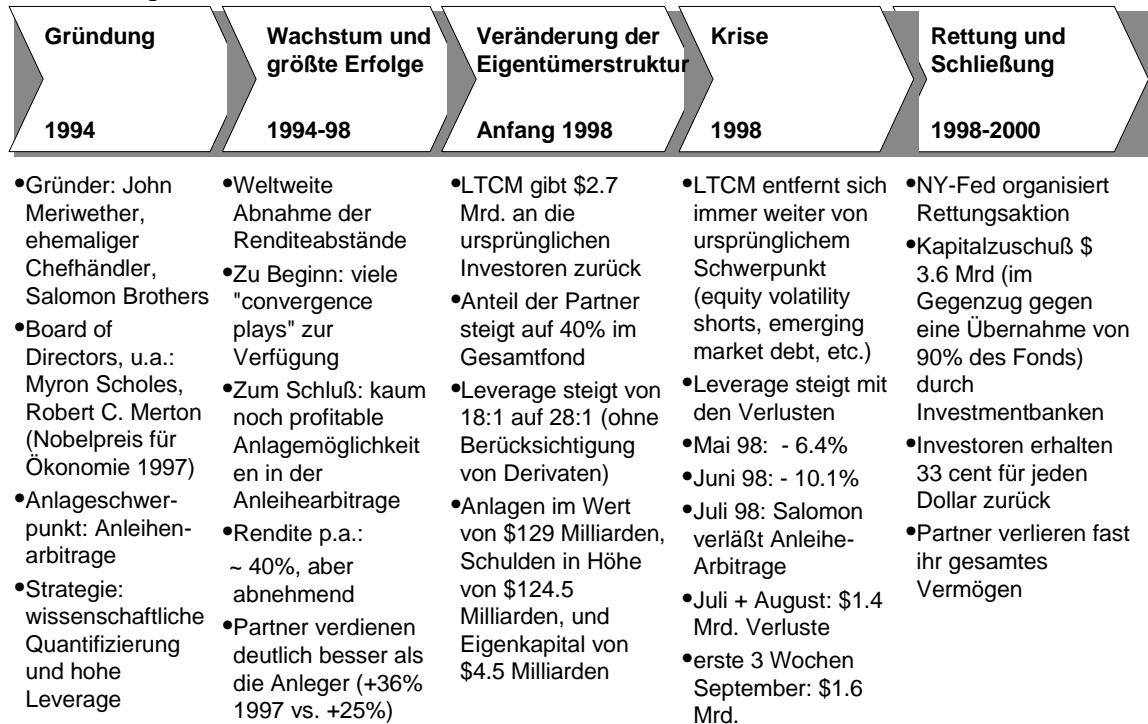 Gründung
1994
Wachstum und
größte Erfolge
1994-98
Veränderung der
Eigentümerstruktur
Anfang 1998
Krise
1998
Rettung und
Schließung
1998-2000
•Gründer: John
Meriwether,
ehemaliger
Chefhändler,
Salomon Brothers
•Board of
Directors, u.a.:
Myron Scholes,
Robert C. Merton
(Nobelpreis für
Ökonomie 1997)
•Anlageschwer-
punkt: Anleihen-
arbitrage
•Strategie:
wissenschaftliche
Quantifizierung
und hohe
Leverage
•Weltweite
Abnahme der
Renditeabstände
•Zu Beginn: viele
"convergence
plays" zur
Verfügung
•Zum Schluß: kaum
noch profitable
Anlagemöglichkeit
en in der
Anleihearbitrage
•Rendite p.a.:
~ 40%, aber
abnehmend
•Partner verdienen
deutlich besser als
die Anleger (+36%
1997 vs. +25%)
•LTCM gibt $2.7
Mrd. an die
ursprünglichen
Investoren zurück
•Anteil der Partner
steigt auf 40% im
Gesamtfond
•Leverage steigt von
18:1 auf 28:1 (ohne
Berücksichtigung
von Derivaten)
•Anlagen im Wert
von $129 Milliarden,
Schulden in Höhe
von $124.5
Milliarden, und
Eigenkapital von
$4.5 Milliarden
•LTCM entfernt sich
immer weiter von
ursprünglichem
Schwerpunkt
(equity volatility
shorts, emerging
market debt, etc.)
•Leverage steigt mit
den Verlusten
•Mai 98: - 6.4%
•Juni 98: - 10.1%
•Juli 98: Salomon
verläßt Anleihe-
Arbitrage
•Juli + August: $1.4
Mrd. Verluste
•erste 3 Wochen
September: $1.6
Mrd.
•NY-Fed organisiert
Rettungsaktion
•Kapitalzuschuß $
3.6 Mrd (im
Gegenzug gegen
eine Übernahme von
90% des Fonds)
durch
Investmentbanken
•Investoren erhalten
33 cent für jeden
Dollar zurück
•Partner verlieren fast
ihr gesamtes
Vermögen